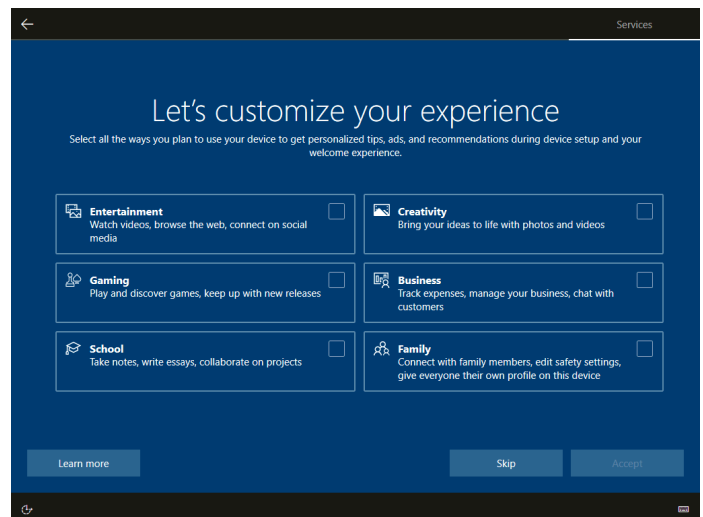 Services
Let's customize your experience
Select all the ways you plan to use your device to get personalized tips, ads, and recommendations during device setup and your
welcome experience.
Entertainment
Watch videos, browse the web, connect on social
media
Creativity
Bring your ideas to life with photos and videos
Gaming
Play and discover games, keep up with new releases
Business
Track expenses, manage your business, chat with
customers
School
Take notes, write essays, collaborate on projects
Family
Connect with family members, edit safety settings,
give everyone their own profile on this device
Learn more
Skip
Accept